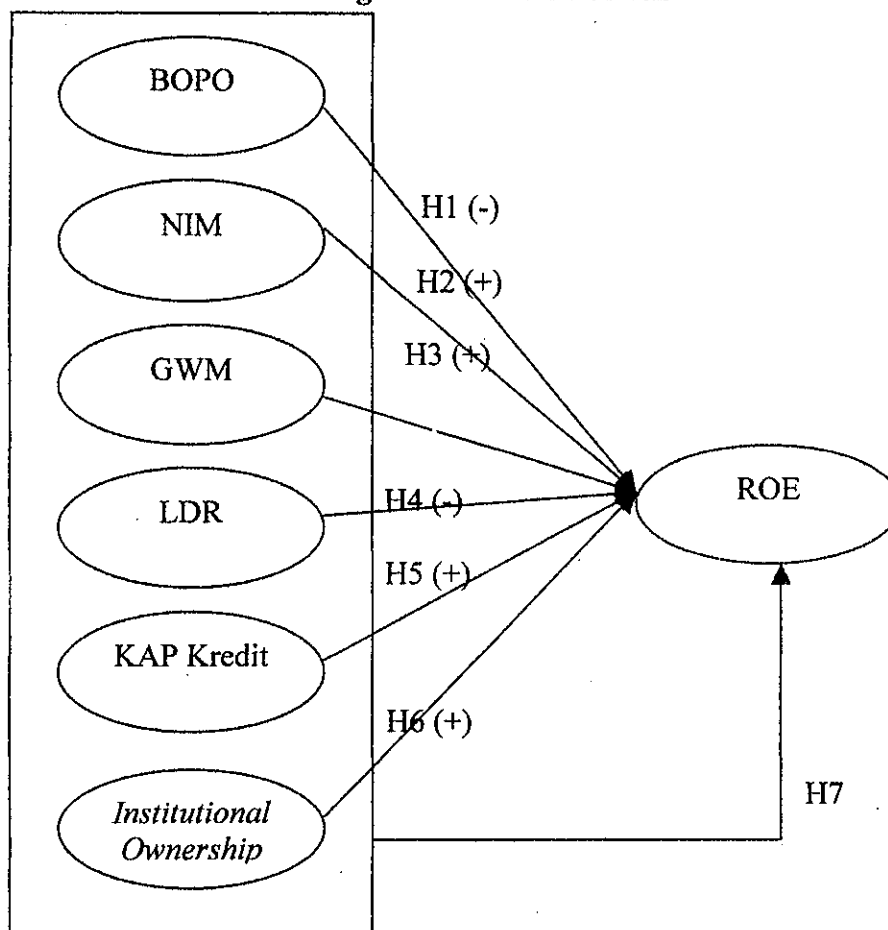 BOPO
H1 (-)
NIM
H2 (+)
H3 (+)
GWM
ROE
LDR
H4 (-)
H5 (+)
KAP Kredit
H6 (+)
H7
Institutional
Ownership